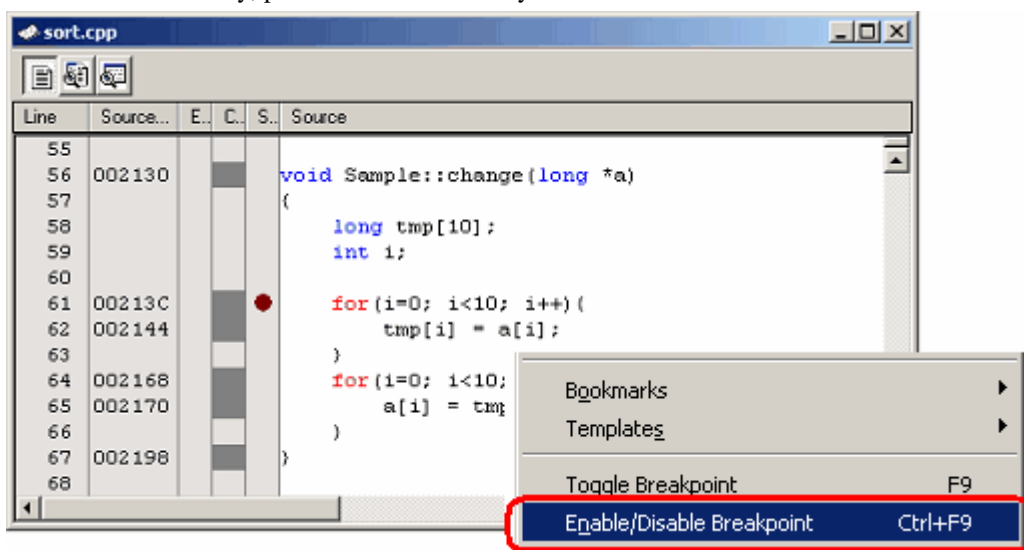 sort.cpp
Line Source... E.. C.. S.. Source
55
56 002130 void Sample::change(long *a)
57 {
58 long tmp[10];
59 int i;
60
61 00213C for(i=0; i<10; i++){
62 002144 tmp[i] = a[i];
63 }
64 002168 for(i=0; i<10;
65 002170 a[i] = tmp
66 }
67 002198 }
68
Bookmarks
Templates
Toggle Breakpoint F9
Enable/Disable Breakpoint Ctrl+F9